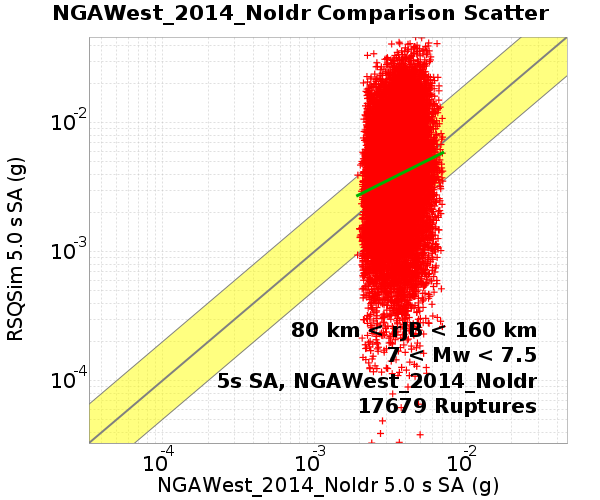 NGAWest_2014_NoIdr Comparison Scatter
RSQSim 5.0 s SA (g)
10-2
10-3
10-4
80 km < rJB < 160 km
7 < Mw < 7.5
5s SA, NGAWest_2014_NoIdr
17679 Ruptures
10-4 10-3 10-2
NGAWest_2014_NoIdr 5.0 s SA (g)